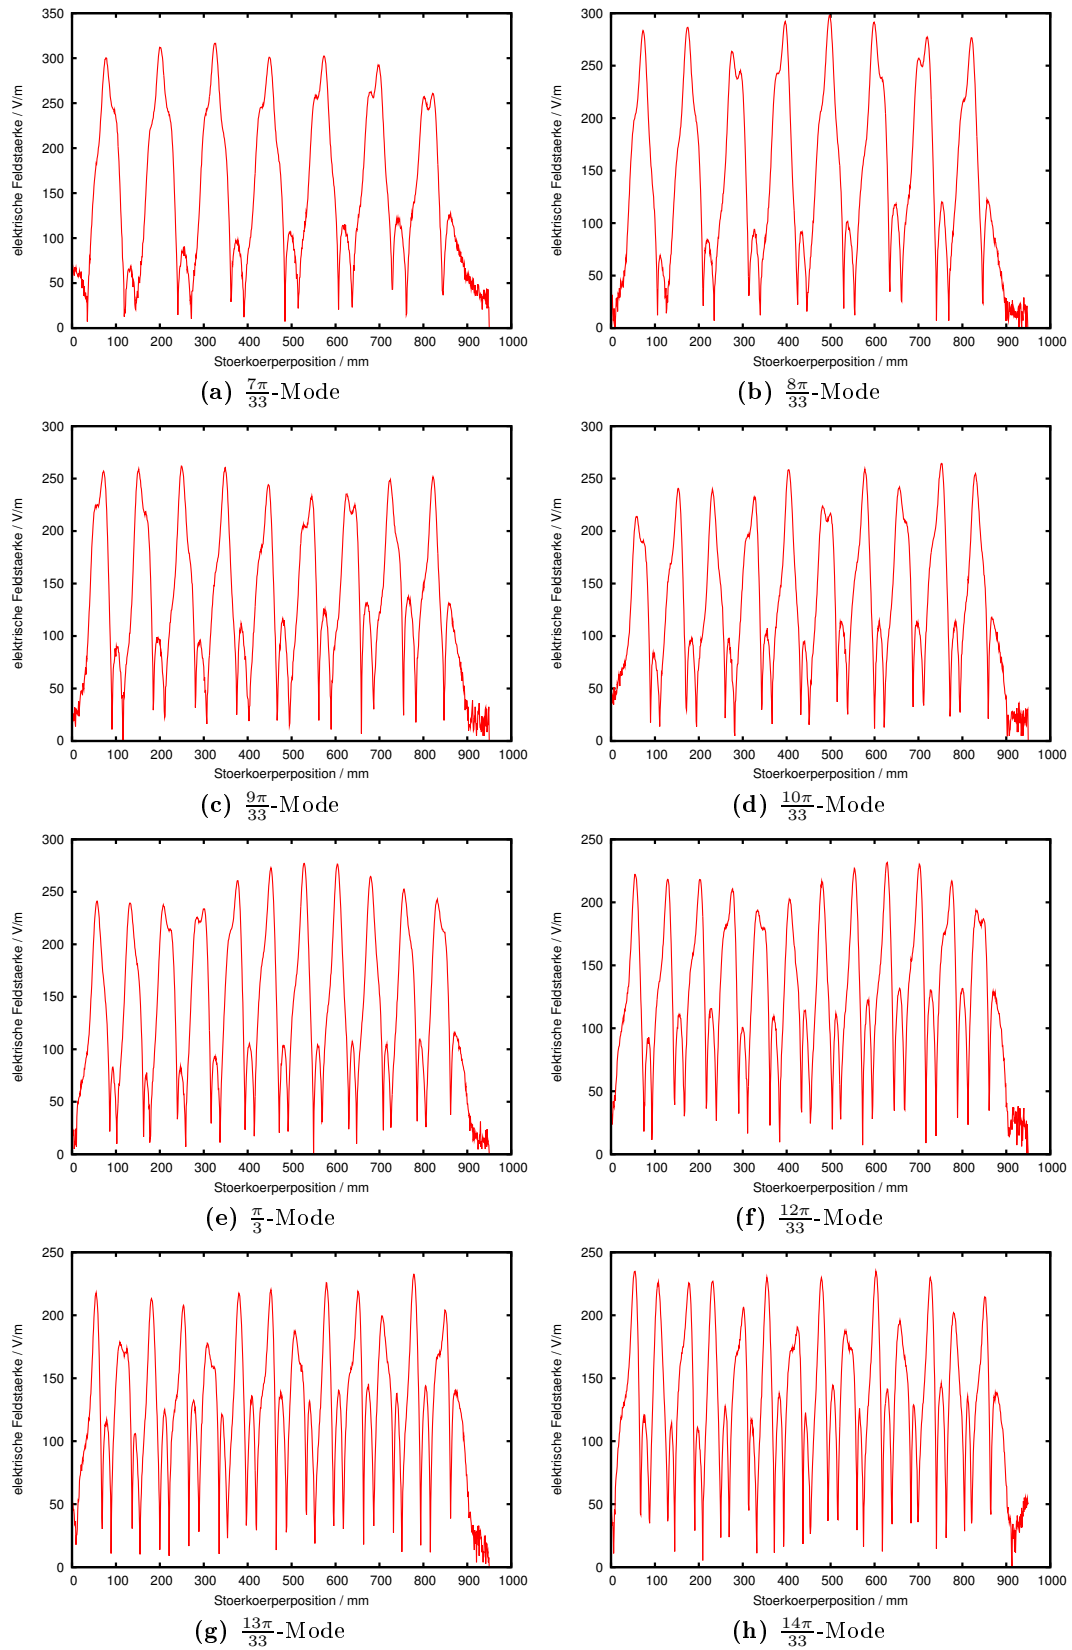 350
300
250
200
150
100
50
0
elektrische Feldstaerke / V/m
0 100 200 300 400 500 600 700 800 900 1000
Stoerkoerperposition / mm
(a) 7π/33-Mode
300
250
200
150
100
50
0
elektrische Feldstaerke / V/m
0 100 200 300 400 500 600 700 800 900 1000
Stoerkoerperposition / mm
(b) 8π/33-Mode
300
250
200
150
100
50
0
elektrische Feldstaerke / V/m
0 100 200 300 400 500 600 700 800 900 1000
Stoerkoerperposition / mm
(c) 9π/33-Mode
300
250
200
150
100
50
0
elektrische Feldstaerke / V/m
0 100 200 300 400 500 600 700 800 900 1000
Stoerkoerperposition / mm
(d) 10π/33-Mode
300
250
200
150
100
50
0
elektrische Feldstaerke / V/m
0 100 200 300 400 500 600 700 800 900 1000
Stoerkoerperposition / mm
(e) π/3-Mode
250
200
150
100
50
0
elektrische Feldstaerke / V/m
0 100 200 300 400 500 600 700 800 900 1000
Stoerkoerperposition / mm
(f) 12π/33-Mode
250
200
150
100
50
0
elektrische Feldstaerke / V/m
0 100 200 300 400 500 600 700 800 900 1000
Stoerkoerperposition / mm
(g) 13π/33-Mode
250
200
150
100
50
0
elektrische Feldstaerke / V/m
0 100 200 300 400 500 600 700 800 900 1000
Stoerkoerperposition / mm
(h) 14π/33-Mode